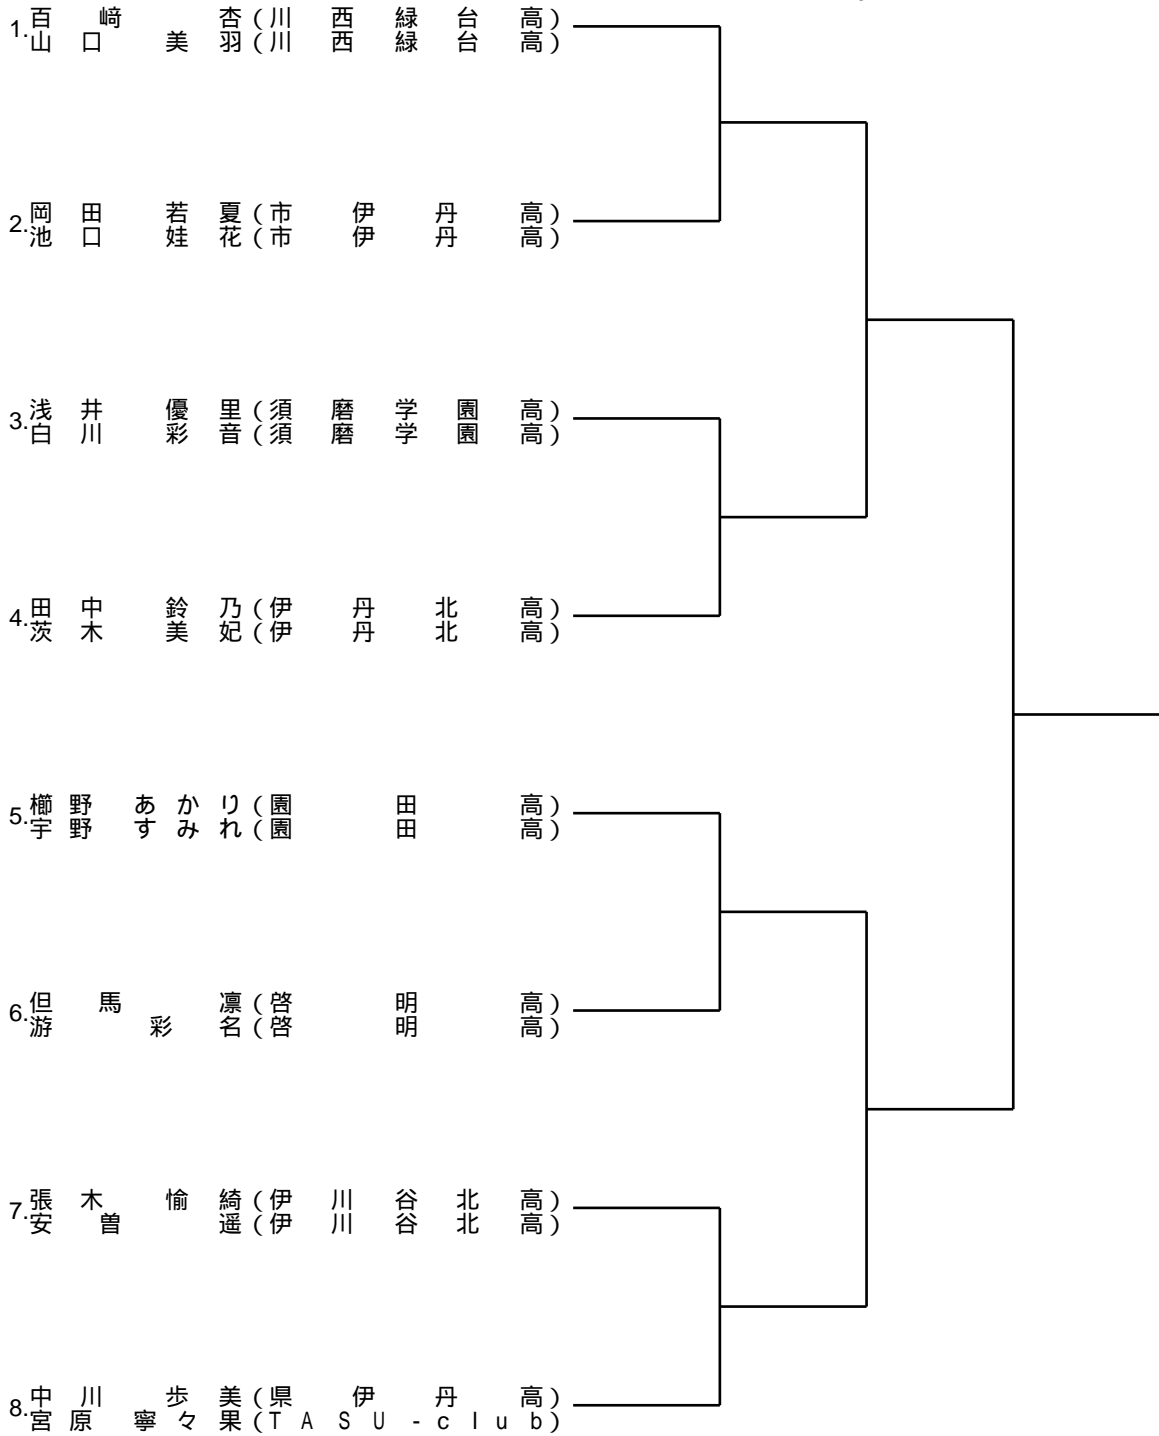 1.百﨑 杏(川西緑台高)
山口 美羽(川西緑台高)
2.岡田 若夏(市伊丹高)
池口 娃花(市伊丹高)
3.浅井 優里(須磨学園高)
白川 彩音(須磨学園高)
4.田中 鈴乃(伊丹北高)
茨木 美妃(伊丹北高)
5.櫛野 あかり(園田高)
宇野 すみれ(園田高)
6.但馬 凛(啓明高)
游 彩名(啓明高)
7.張木 愉綺(伊川谷北高)
安曽 遥(伊川谷北高)
8.中川 歩美(県伊丹高)
宮原 寧々果(TASU-club)